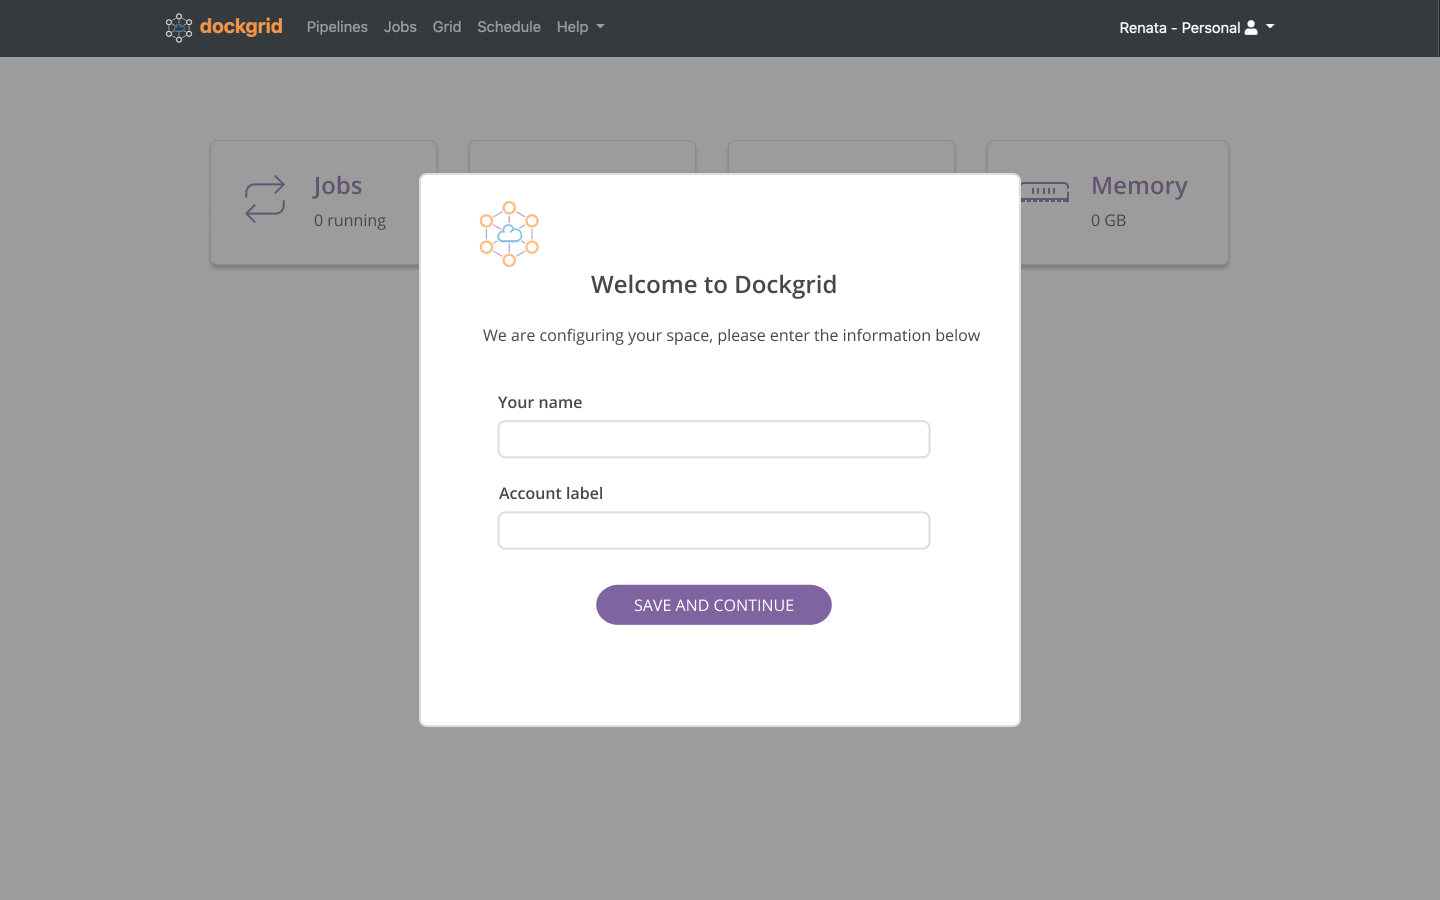 dockgrid Pipelines Jobs Grid Schedule Help Renata - Personal
Jobs
0 running
Memory
0 GB
Welcome to Dockgrid
We are configuring your space, please enter the information below
Your name
Account label
SAVE AND CONTINUE